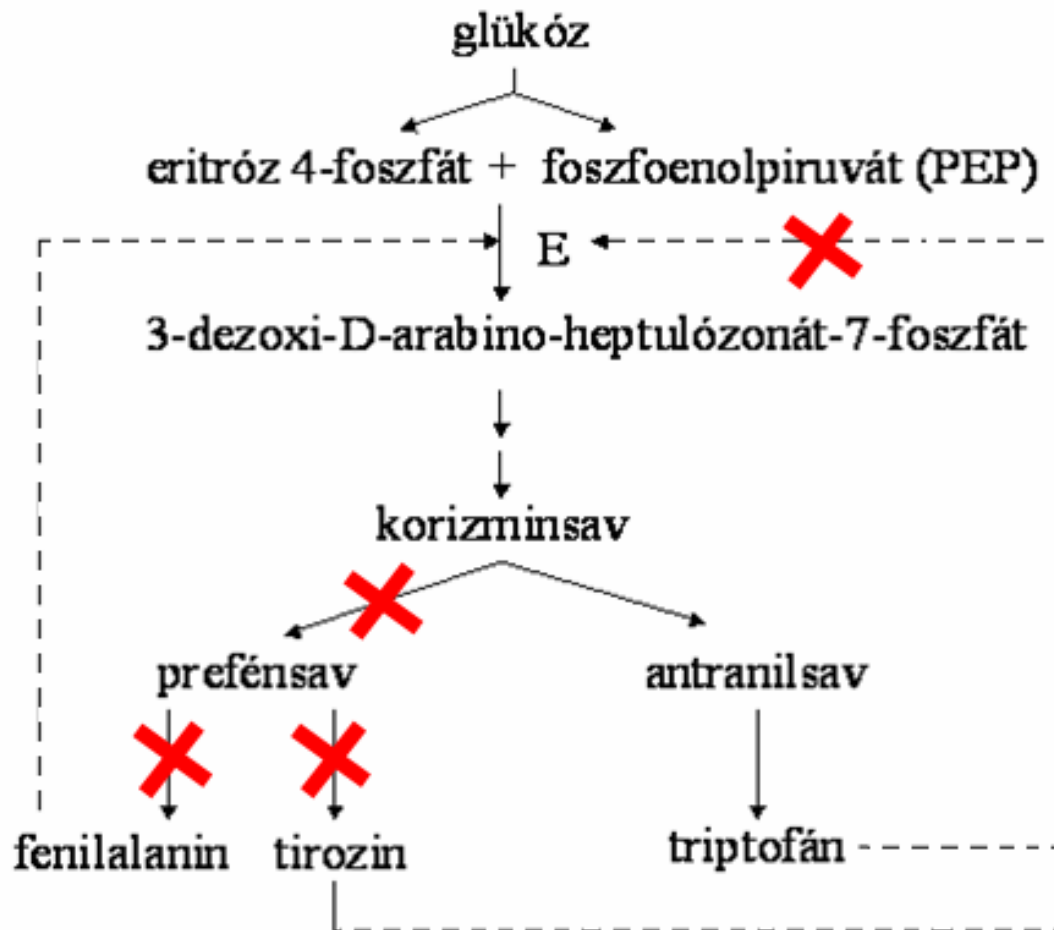 glükóz
eritróz 4-foszfát + foszfoenolpiruvát (PEP)
E
3-dezoxi-D-arabino-heptulózonát-7-foszfát
korizminsav
prefénsav antranilsav
fenilalanin tirozin triptofán